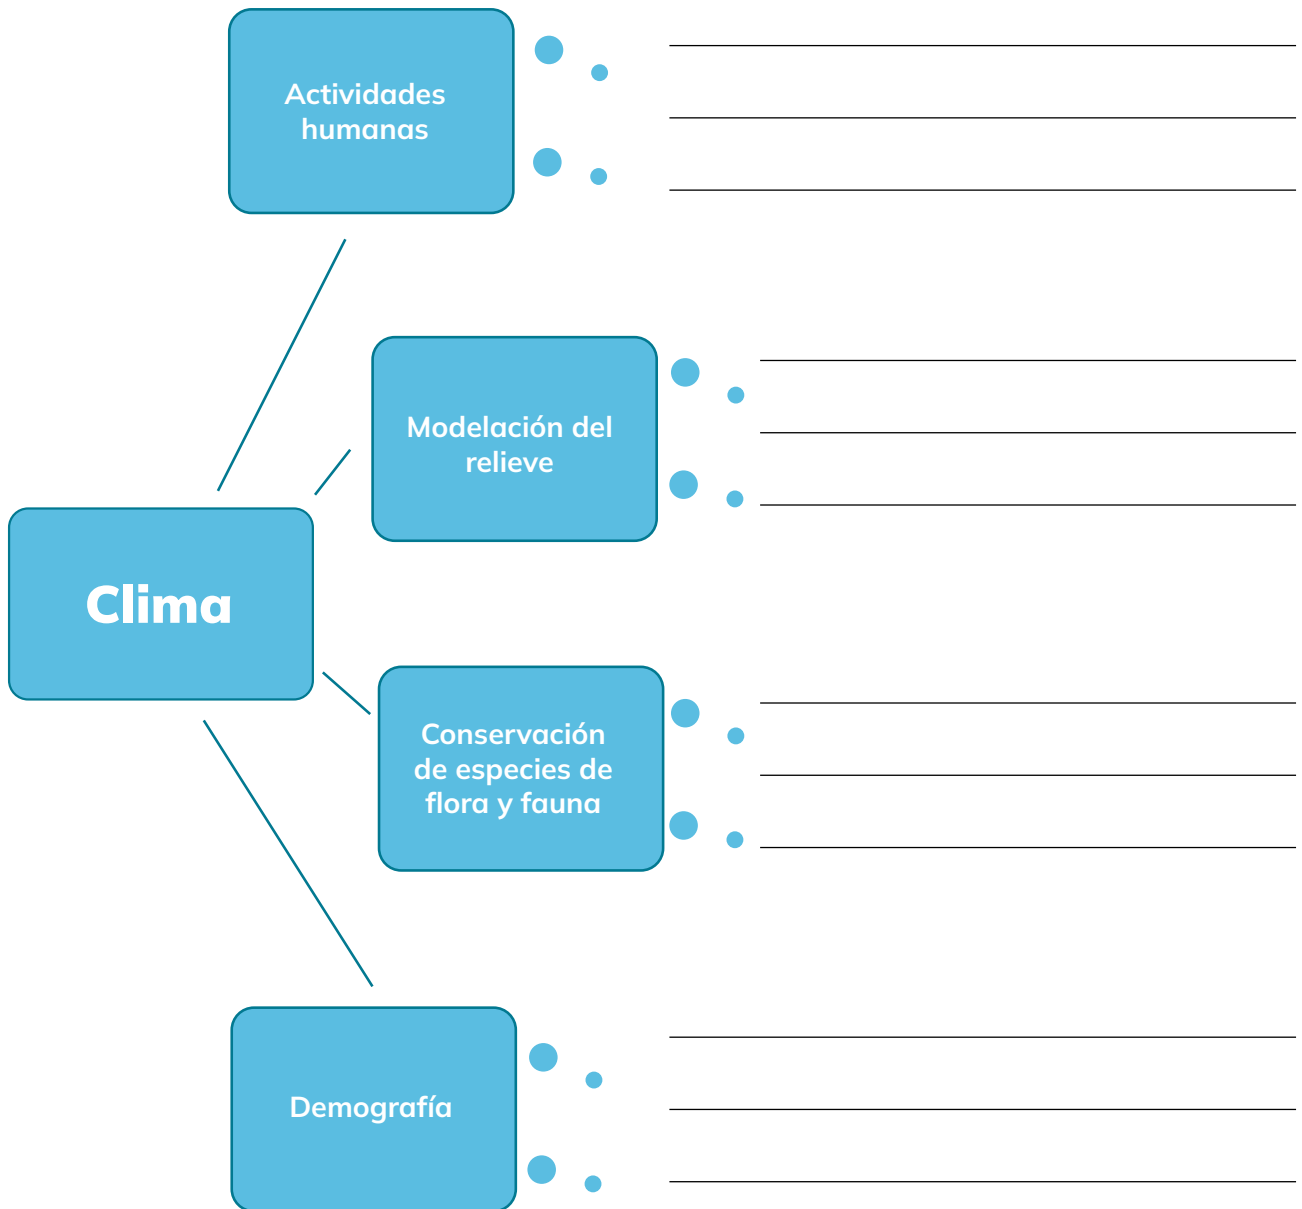 Actividades
humanas
Modelación del
relieve
Clima
Conservación
de especies de
flora y fauna
Demografía